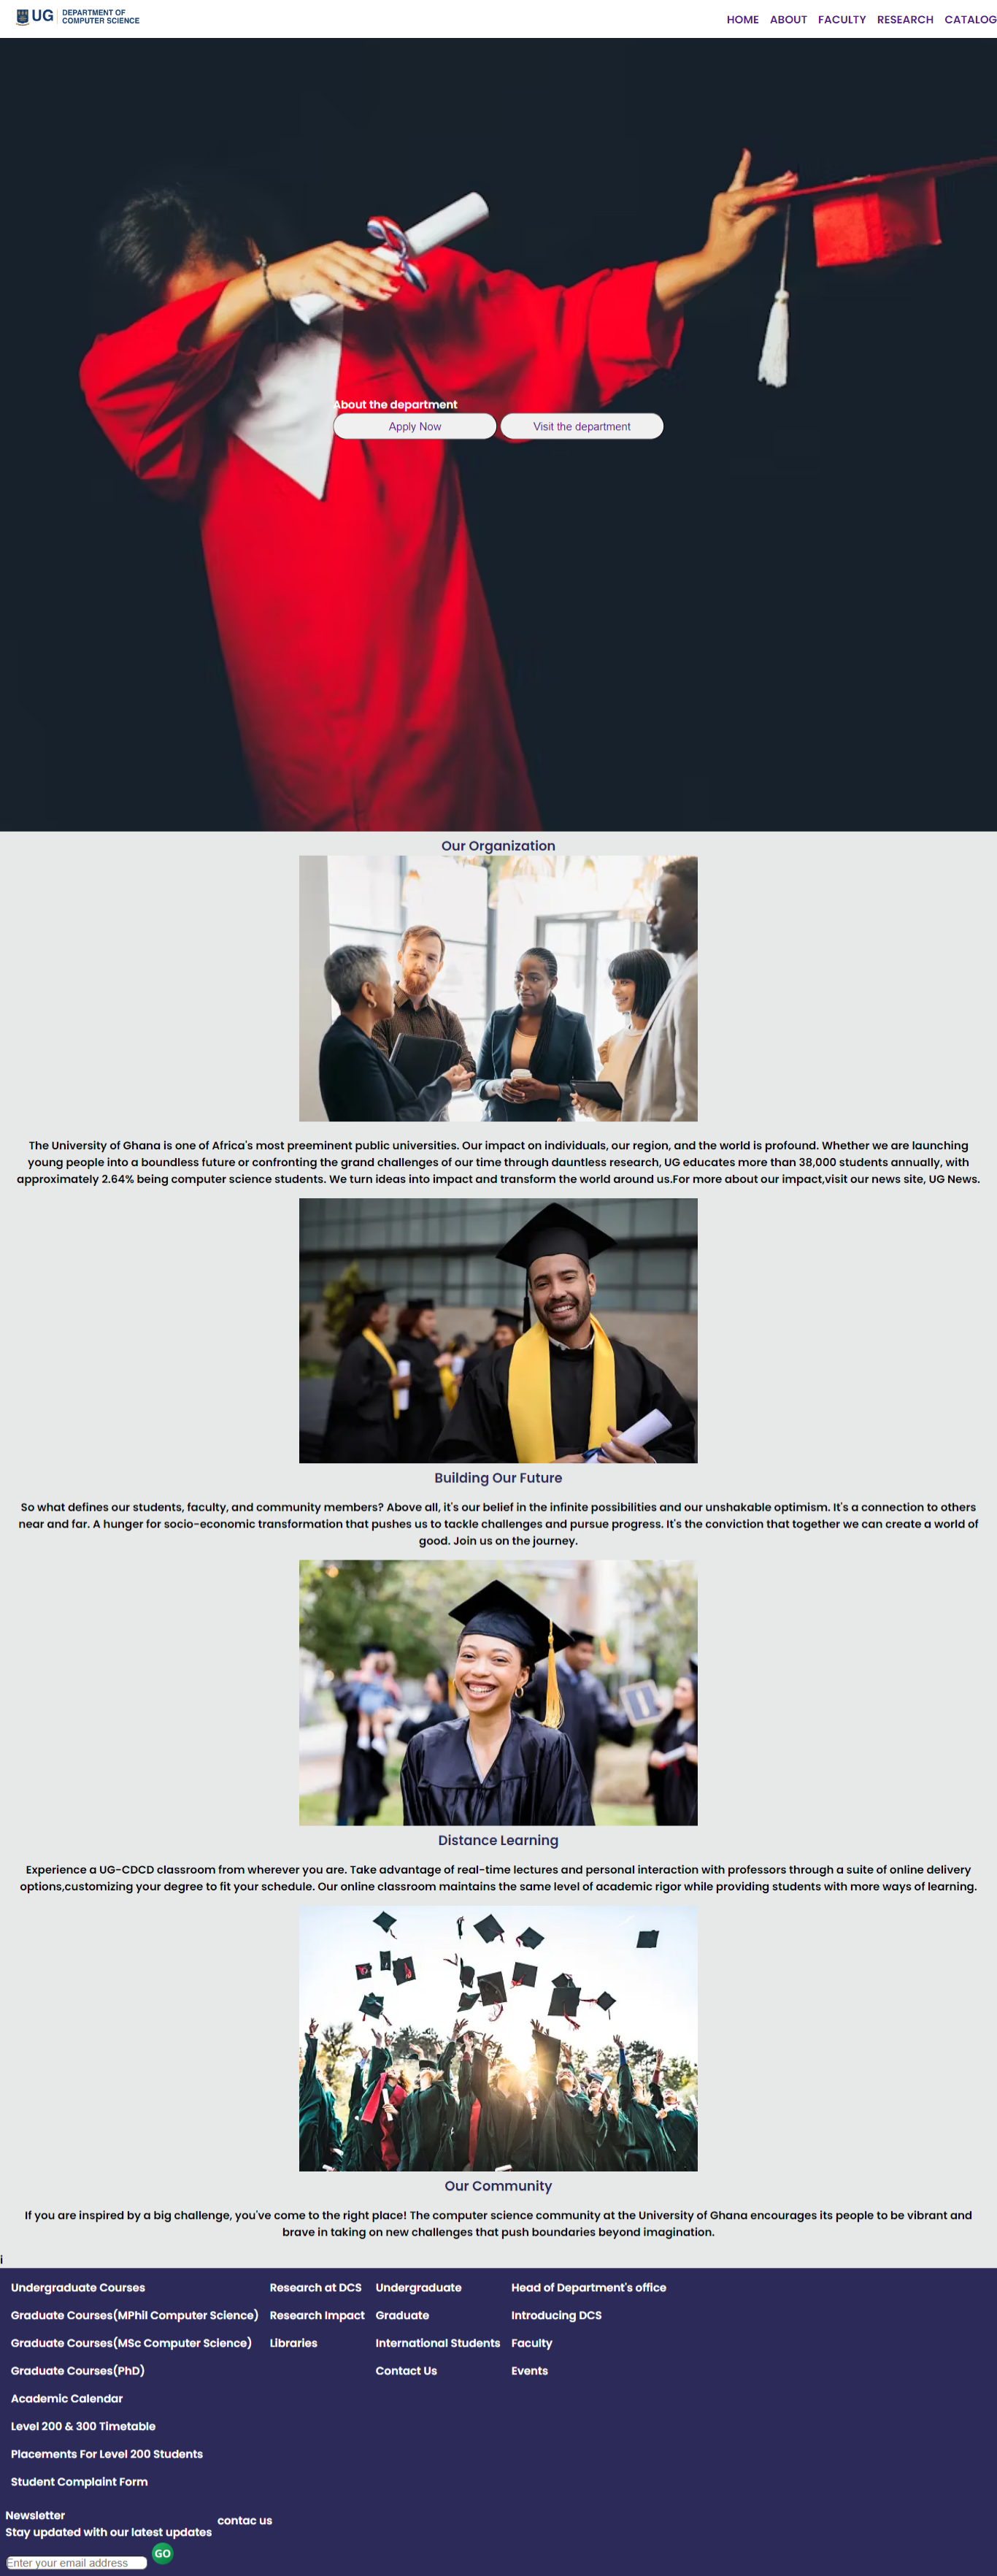 UG DEPARTMENT OF
COMPUTER SCIENCE
HOME ABOUT FACULTY RESEARCH CATALOG
About the department
Apply Now Visit the department
Our Organization
The University of Ghana is one of Africa's most preeminent public universities. Our impact on individuals, our region, and the world is profound. Whether we are launching
young people into a boundless future or confronting the grand challenges of our time through dauntless research, UG educates more than 38,000 students annually, with
approximately 2.64% being computer science students. We turn ideas into impact and transform the world around us.For more about our impact,visit our news site, UG News.
Building Our Future
So what defines our students, faculty, and community members? Above all, it's our belief in the infinite possibilities and our unshakable optimism. It's a connection to others
near and far. A hunger for socio-economic transformation that pushes us to tackle challenges and pursue progress. It's the conviction that together we can create a world of
good. Join us on the journey.
Distance Learning
Experience a UG-CDCD classroom from wherever you are. Take advantage of real-time lectures and personal interaction with professors through a suite of online delivery
options,customizing your degree to fit your schedule. Our online classroom maintains the same level of academic rigor while providing students with more ways of learning.
Our Community
If you are inspired by a big challenge, you've come to the right place! The computer science community at the University of Ghana encourages its people to be vibrant and
brave in taking on new challenges that push boundaries beyond imagination.
i
Undergraduate Courses Research at DCS Undergraduate Head of Department's office
Graduate Courses(MPhil Computer Science) Research Impact Graduate Introducing DCS
Graduate Courses(MSc Computer Science) Libraries International Students Faculty
Graduate Courses(PhD) Contact Us Events
Academic Calendar
Level 200 & 300 Timetable
Placements For Level 200 Students
Student Complaint Form
Newsletter
contac us
Stay updated with our latest updates
Enter your email address GO